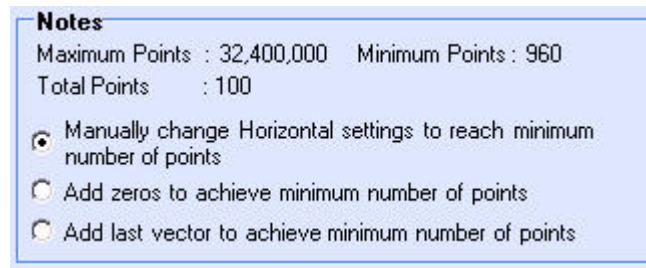 Notes
Maximum Points : 32,400,000 Minimum Points : 960
Total Points : 100
Manually change Horizontal settings to reach minimum
number of points
Add zeros to achieve minimum number of points
Add last vector to achieve minimum number of points